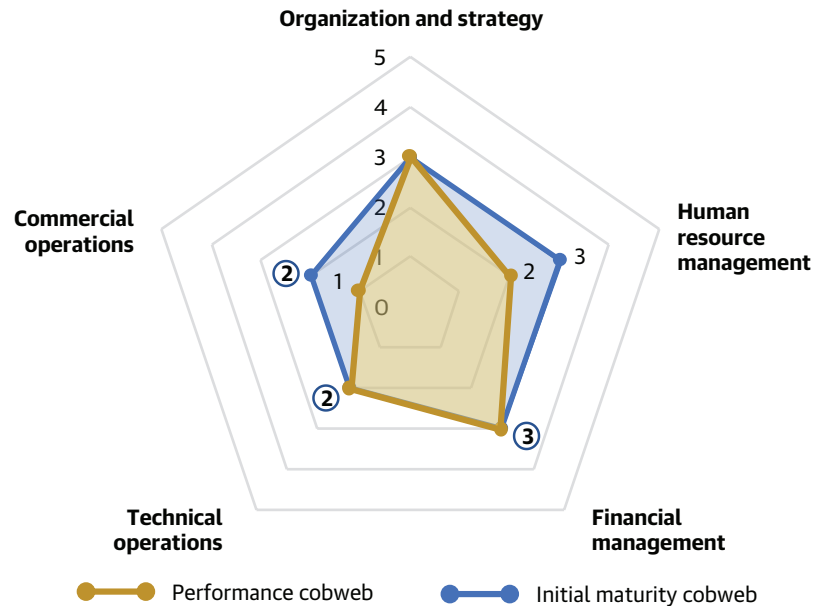 Organization and strategy
5
4
3
2
1
0
Commercial
operations
Human
resource
management
2
1
2
3
2
3
Technical
operations
Financial
management
Performance cobweb
Initial maturity cobweb